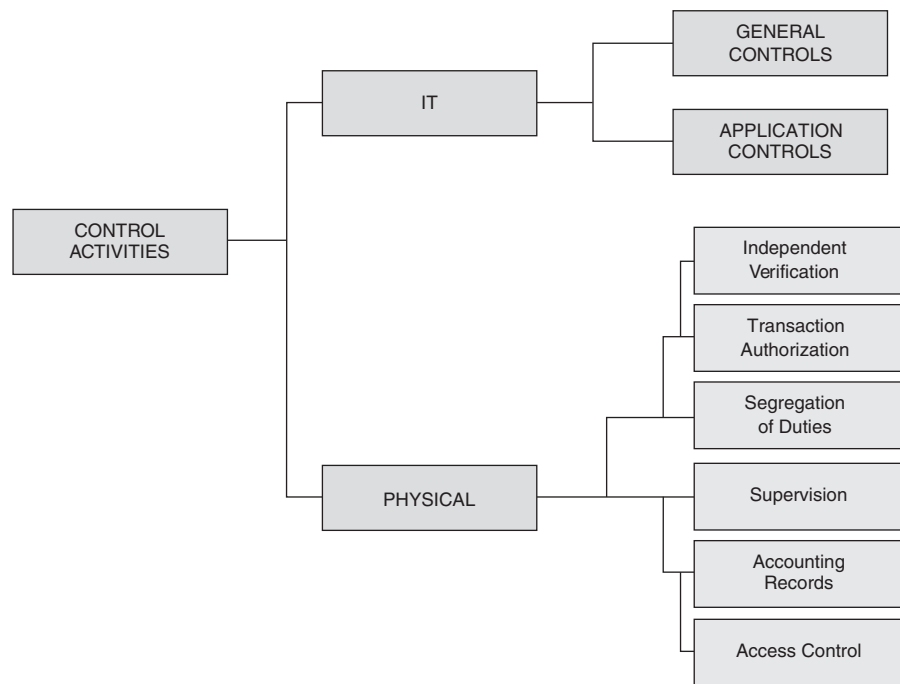 GENERAL
CONTROLS
IT
APPLICATION
CONTROLS
CONTROL
ACTIVITIES
Independent
Verification
Transaction
Authorization
Segregation
of Duties
PHYSICAL
Supervision
Accounting
Records
Access Control